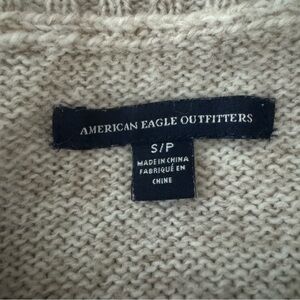 AMERICAN EAGLE OUTFITTERS
S/P
MADE IN CHINA
FABRIQUÉ EN
CHINE